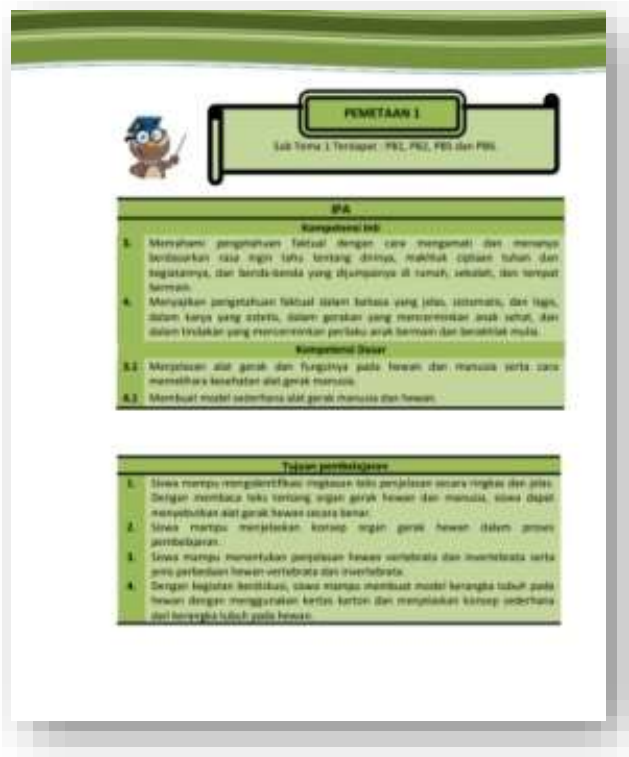 PEMETAAN 1
Sub Tema 1 Terdapat : PB1, PB2, PB5 dan PB6.
IPA
Kompetensi Inti
3. Memahami pengetahuan faktual dengan cara mengamati dan menanya
berdasarkan rasa ingin tahu tentang dirinya, makhluk ciptaan tuhan dan
kegiatannya, dan benda-benda yang dijumpainya di rumah, sekolah, dan tempat
bermain.
4. Menyajikan pengetahuan faktual dalam bahasa yang jelas, sistematis, dan logis,
dalam karya yang estetis, dalam gerakan yang mencerminkan anak sehat, dan
dalam tindakan yang mencerminkan perilaku anak bermain dan berakhlak mulia.
Kompetensi Dasar
3.1 Menjelaskan alat gerak dan fungsinya pada hewan dan manusia serta cara
memelihara kesehatan alat gerak manusia.
4.1 Membuat model sederhana alat gerak manusia dan hewan.
Tujuan pembelajaran
1. Siswa mampu mengidentifikasi ringkasan teks penjelasan secara ringkas dan jelas.
Dengan membaca teks tentang organ gerak hewan dan manusia, siswa dapat
menyebutkan alat gerak hewan secara benar.
2. Siswa mampu menjelaskan konsep organ gerak hewan dalam proses
pembelajaran.
3. Siswa mampu menentukan penjelasan hewan vertebrata dan invertebrata serta
jenis perbedaan hewan vertebrata dan invertebrata.
4. Dengan kegiatan berdiskusi, siswa mampu membuat model kerangka tubuh pada
hewan dengan menggunakan kertas karton dan menjelaskan konsep sederhana
dari kerangka tubuh pada hewan.